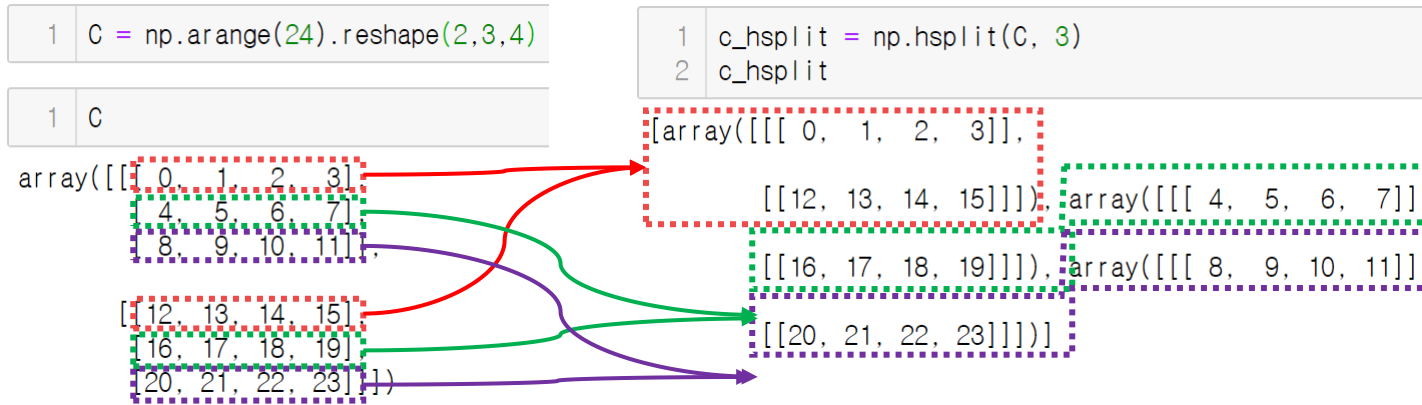 1 C = np.arange(24).reshape(2,3,4)
1 C
array([[[ 0, 1, 2, 3],
[ 4, 5, 6, 7],
[ 8, 9, 10, 11]],
[[12, 13, 14, 15],
[16, 17, 18, 19],
[20, 21, 22, 23]]])
1 c_hsplit = np.hsplit(C, 3)
2 c_hsplit
[array([[[ 0, 1, 2, 3]],
[[12, 13, 14, 15]]]), array([[[ 4, 5, 6, 7]]
[[16, 17, 18, 19]]]), array([[[ 8, 9, 10, 11]]
[[20, 21, 22, 23]]])]